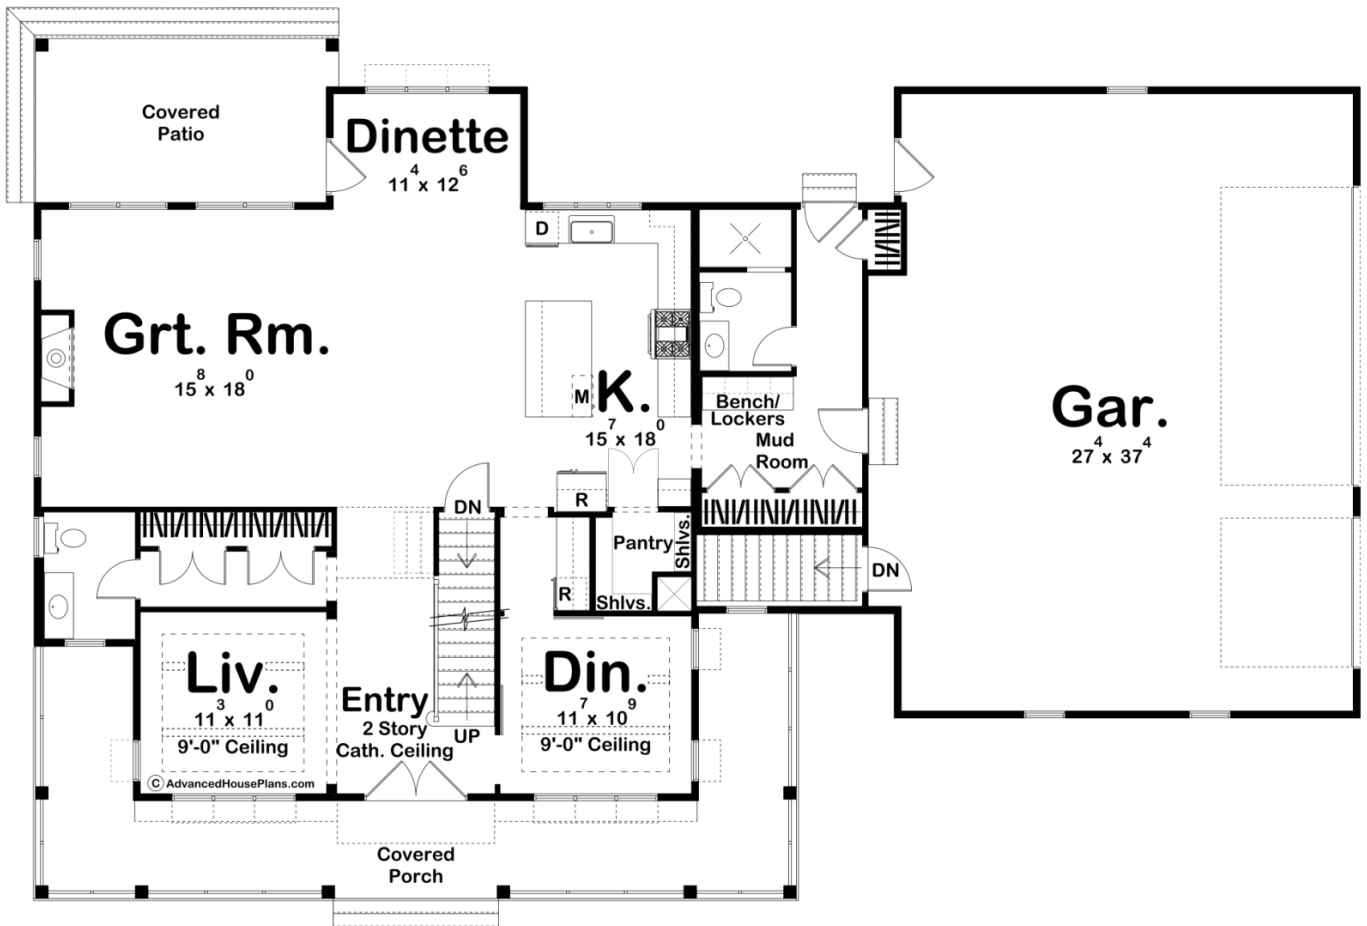 Covered
Patio
Dinette
11⁴ x 12⁶
D
Grt. Rm.
15⁸ x 18⁰
M
K.
15⁷ x 18⁰
Bench/
Lockers
Mud
Room
Gar.
27⁴ x 37⁴
DN
R
Pantry
Shlvs.
DN
R
Shlvs.
Liv.
11³ x 11⁰
9'-0" Ceiling
© AdvancedHousePlans.com
Entry
2 Story
Cath. Ceiling
UP
Din.
11⁷ x 10⁹
9'-0" Ceiling
Covered
Porch